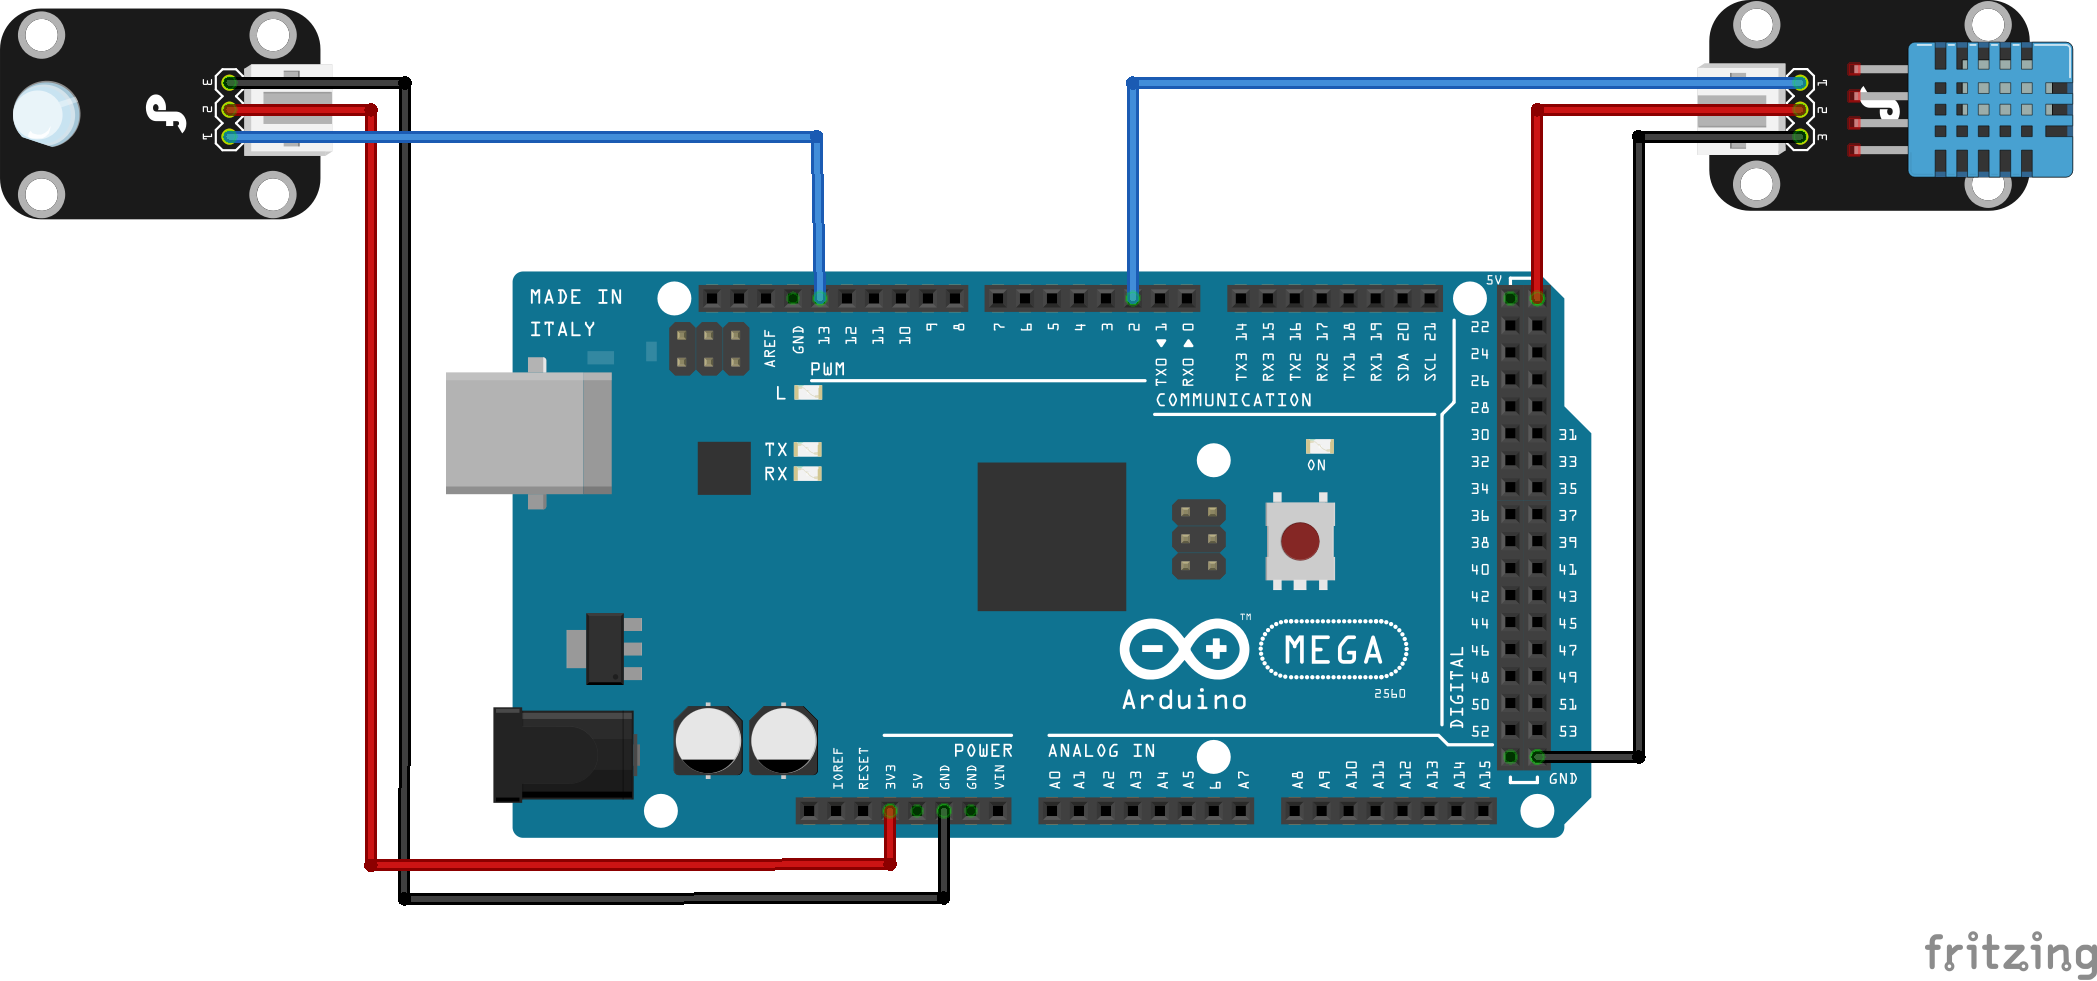 3
2
1
1
2
3
MADE IN
ITALY
AREF
GND
13
12
11
10
9
8
7
6
5
4
3
2
TX0 1
RX0 0
TX3 14
RX3 15
TX2 16
RX2 17
TX1 18
RX1 19
SDA 20
SCL 21
5V
PWM
COMMUNICATION
L
TX
RX
ON
22
24
26
28
30 31
32 33
34 35
36 37
38 39
40 41
42 43
44 45
46 47
48 49
50 51
52 53
GND
DIGITAL
TM
MEGA
2560
Arduino
POWER
ANALOG IN
IOREF
RESET
3V3
5V
GND
GND
VIN
A0
A1
A2
A3
A4
A5
6
A7
A8
A9
A10
A11
A12
A13
A14
A15
fritzing